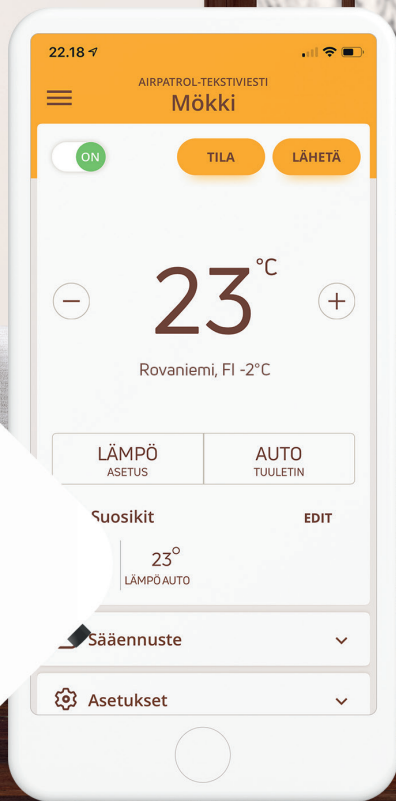 22.18
AIRPATROL-TEKSTIVIESTI
Mökki
ON
TILA
LÄHETÄ
23°C
Rovaniemi, FI -2°C
LÄMPÖ
ASETUS
AUTO
TUULETIN
Suosikit
EDIT
23°
LÄMPÖ AUTO
Sääennuste
Asetukset